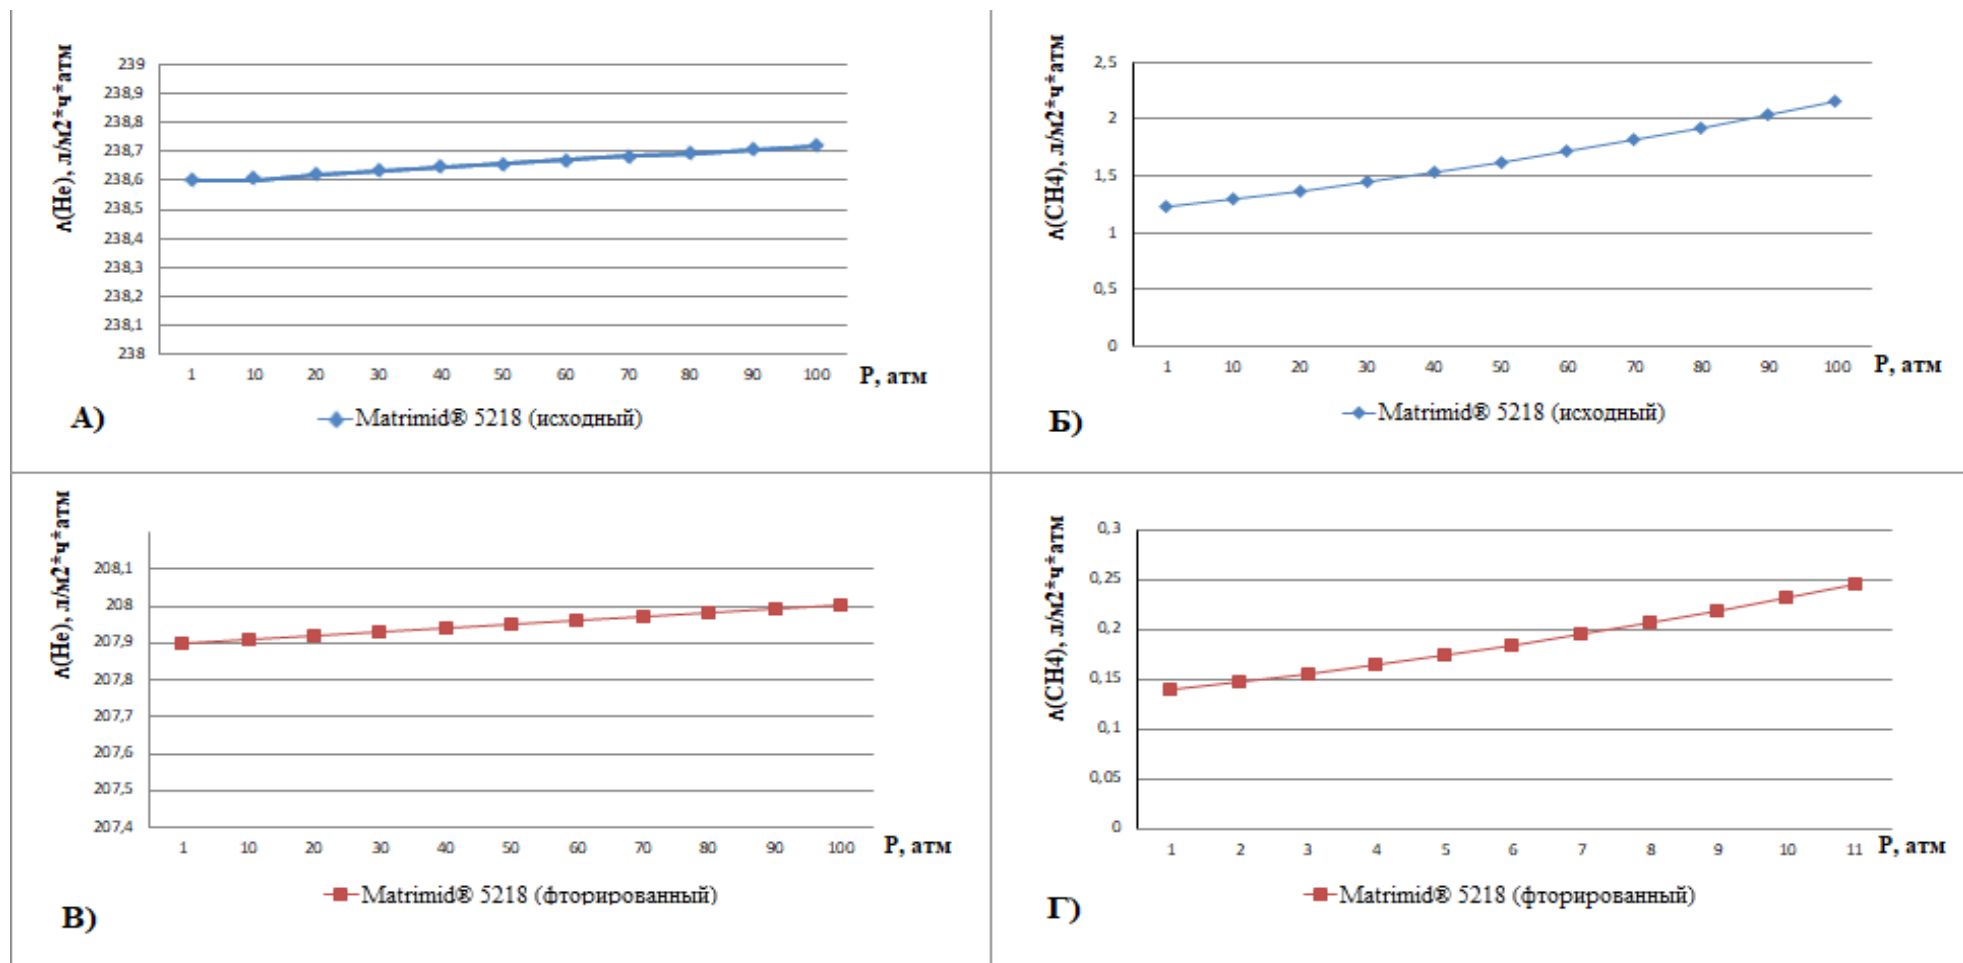 Λ(He), л/м2*ч*атм
239
238,9
238,8
238,7
238,6
238,5
238,4
238,3
238,2
238,1
238
1 10 20 30 40 50 60 70 80 90 100 P, атм
Matrimid® 5218 (исходный)
А)
Λ(CH4), л/м2*ч*атм
2,5
2
1,5
1
0,5
0
1 10 20 30 40 50 60 70 80 90 100 P, атм
Matrimid® 5218 (исходный)
Б)
Λ(He), л/м2*ч*атм
208,1
208
207,9
207,8
207,7
207,6
207,5
207,4
1 10 20 30 40 50 60 70 80 90 100 P, атм
Matrimid® 5218 (фторированный)
В)
Λ(CH4), л/м2*ч*атм
0,3
0,25
0,2
0,15
0,1
0,05
0
1 2 3 4 5 6 7 8 9 10 11 P, атм
Matrimid® 5218 (фторированный)
Г)